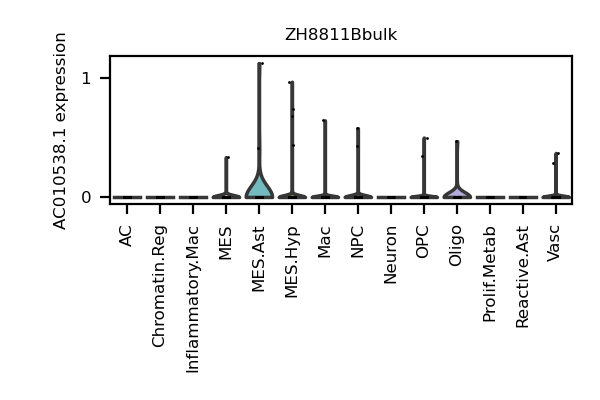 ZH8811Bbulk
AC010538.1 expression
1
0
AC
Chromatin.Reg
Inflammatory.Mac
MES
MES.Ast
MES.Hyp
Mac
NPC
Neuron
OPC
Oligo
Prolif.Metab
Reactive.Ast
Vasc